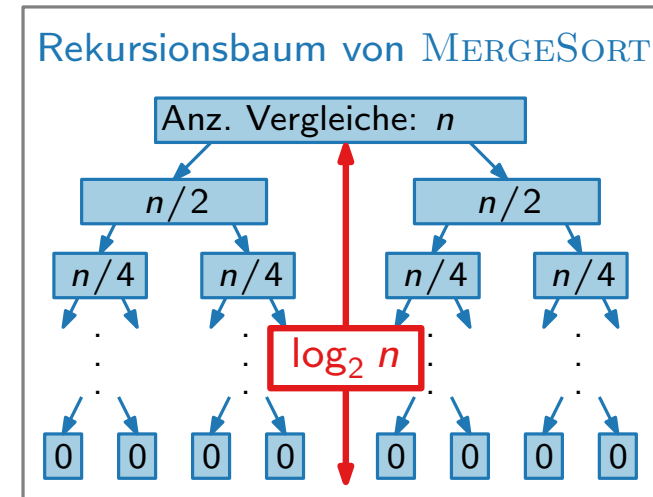 Rekursionsbaum von MERGESORT
Anz. Vergleiche: n
n/2 n/2
n/4 n/4 n/4 n/4
log₂ n
0 0 0 0 0 0 0 0